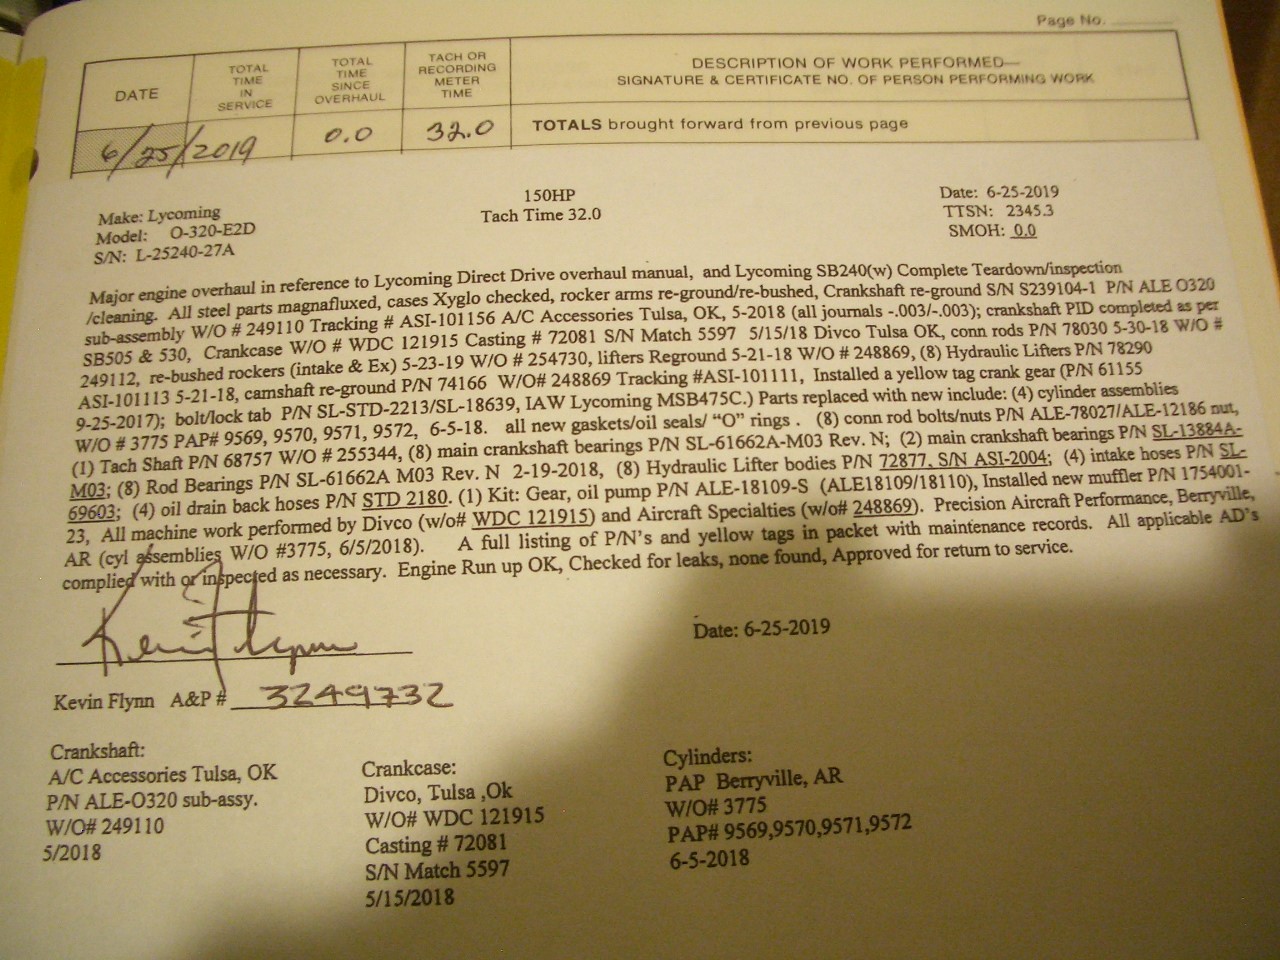 Page No.
DATE
TOTAL TIME IN SERVICE
TOTAL TIME SINCE OVERHAUL
TACH OR RECORDING METER TIME
DESCRIPTION OF WORK PERFORMED—
SIGNATURE & CERTIFICATE NO. OF PERSON PERFORMING WORK
6/25/2019 0.0 32.0 TOTALS brought forward from previous page
Make: Lycoming
Model: O-320-E2D
S/N: L-25240-27A
150HP
Tach Time 32.0
Date: 6-25-2019
TTSN: 2345.3
SMOH: 0.0
Major engine overhaul in reference to Lycoming Direct Drive overhaul manual, and Lycoming SB240(w) Complete Teardown/inspection
/cleaning. All steel parts magnafluxed, cases Xyglo checked, rocker arms re-ground/re-bushed, Crankshaft re-ground S/N S239104-1 P/N ALE O320
sub-assembly W/O # 249110 Tracking # ASI-101156 A/C Accessories Tulsa, OK, 5-2018 (all journals -.003/-.003); crankshaft PID completed as per
SB505 & 530, Crankcase W/O # WDC 121915 Casting # 72081 S/N Match 5597 5/15/18 Divco Tulsa OK, conn rods P/N 78030 5-30-18 W/O #
249112, re-bushed rockers (intake & Ex) 5-23-19 W/O # 254730, lifters Reground 5-21-18 W/O # 248869, (8) Hydraulic Lifters P/N 78290
ASI-101113 5-21-18, camshaft re-ground P/N 74166 W/O# 248869 Tracking #ASI-101111, Installed a yellow tag crank gear (P/N 61155
9-25-2017); bolt/lock tab P/N SL-STD-2213/SL-18639, IAW Lycoming MSB475C.) Parts replaced with new include: (4) cylinder assemblies
W/O # 3775 PAP# 9569, 9570, 9571, 9572, 6-5-18. all new gaskets/oil seals/ “O” rings . (8) conn rod bolts/nuts P/N ALE-78027/ALE-12186 nut,
(1) Tach Shaft P/N 68757 W/O # 255344, (8) main crankshaft bearings P/N SL-61662A-M03 Rev. N; (2) main crankshaft bearings P/N SL-13884A-
M03; (8) Rod Bearings P/N SL-61662A M03 Rev. N 2-19-2018, (8) Hydraulic Lifter bodies P/N 72877, S/N ASI-2004; (4) intake hoses P/N SL-
69603; (4) oil drain back hoses P/N STD 2180. (1) Kit: Gear, oil pump P/N ALE-18109-S (ALE18109/18110), Installed new muffler P/N 1754001-
23, All machine work performed by Divco (w/o# WDC 121915) and Aircraft Specialties (w/o# 248869). Precision Aircraft Performance, Berryville,
AR (cyl assemblies W/O #3775, 6/5/2018). A full listing of P/N’s and yellow tags in packet with maintenance records. All applicable AD’s
complied with or inspected as necessary. Engine Run up OK, Checked for leaks, none found, Approved for return to service.
Kevin Flynn
Date: 6-25-2019
Kevin Flynn A&P # 3249732
Crankshaft:
A/C Accessories Tulsa, OK
P/N ALE-O320 sub-assy.
W/O# 249110
5/2018
Crankcase:
Divco, Tulsa ,Ok
W/O# WDC 121915
Casting # 72081
S/N Match 5597
5/15/2018
Cylinders:
PAP Berryville, AR
W/O# 3775
PAP# 9569,9570,9571,9572
6-5-2018